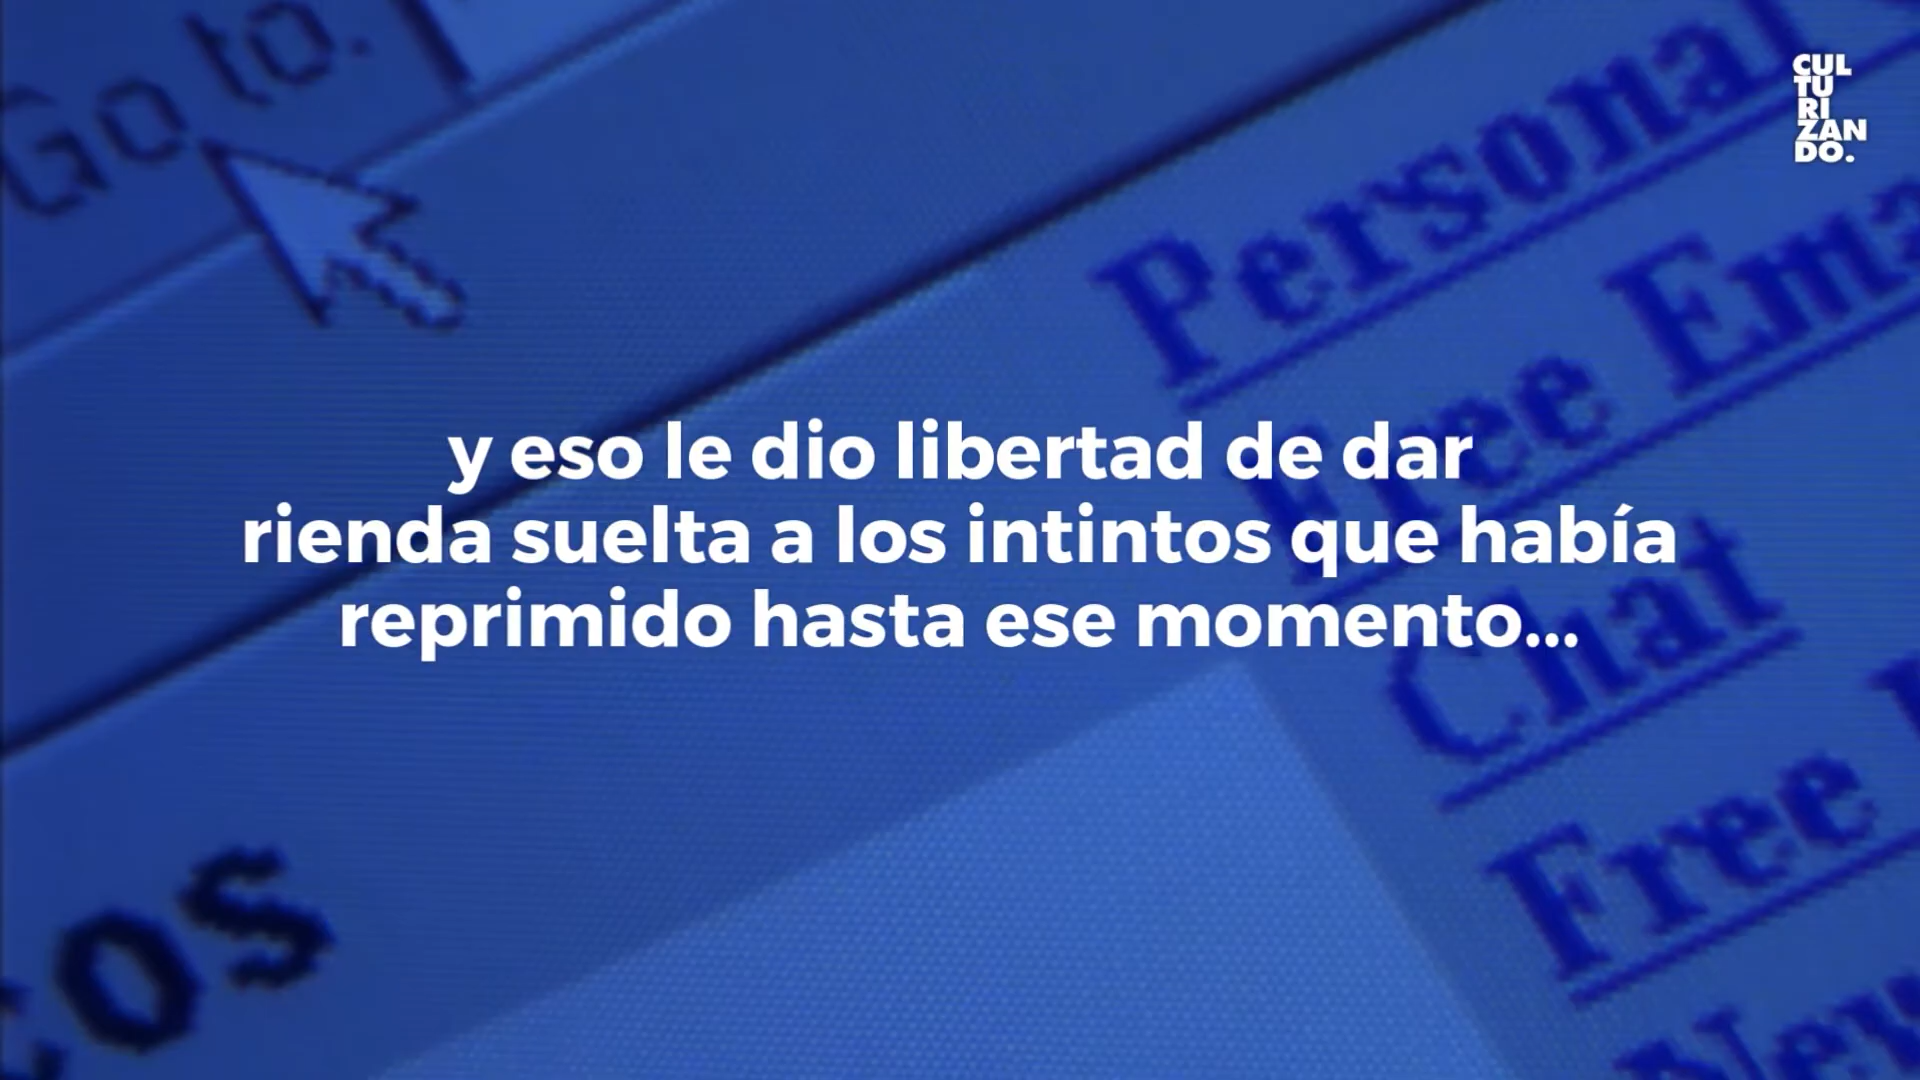 Go to.
CUL
TU
RI
ZAN
DO.
Personal
Free Ema
y eso le dio libertad de dar
rienda suelta a los intintos que había
reprimido hasta ese momento...
Chat
Free
os